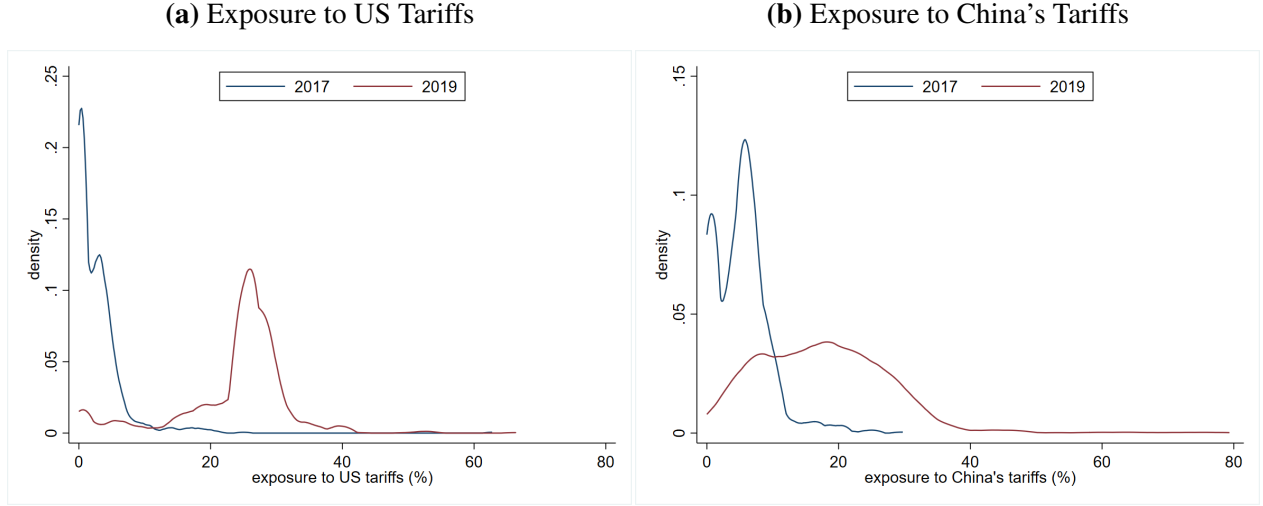 (a) Exposure to US Tariffs
2017 2019
.25
.2
.15
.1
.05
0
density
0 20 40 60 80
exposure to US tariffs (%)
(b) Exposure to China's Tariffs
2017 2019
.15
.1
.05
0
density
0 20 40 60 80
exposure to China's tariffs (%)